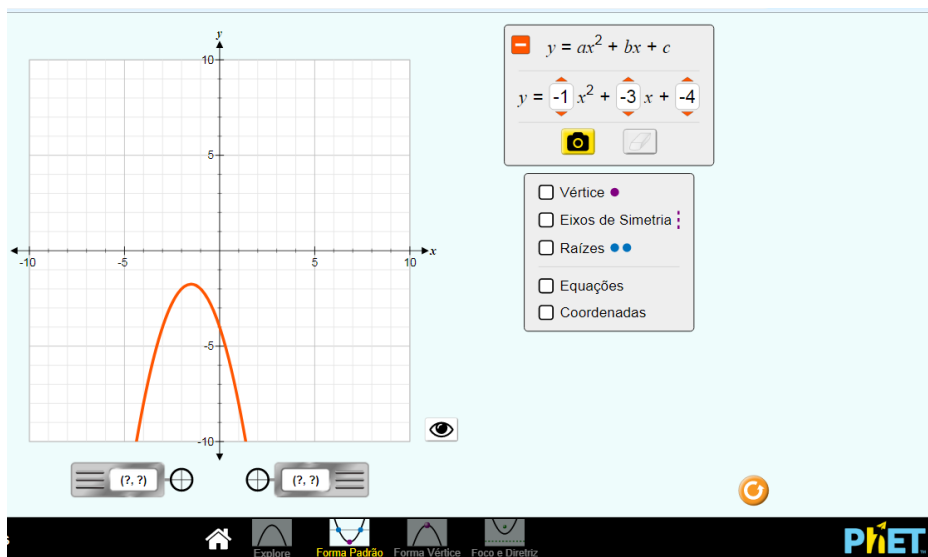 y
10
5
-10
-5
5
10
x
-5
-10
(?, ?)
(?, ?)
y = ax² + bx + c
y = -1 x² + -3 x + -4
Vértice
Eixos de Simetria
Raízes
Equações
Coordenadas
Explore
Forma Padrão
Forma Vértice
Foco e Diretriz
PhET